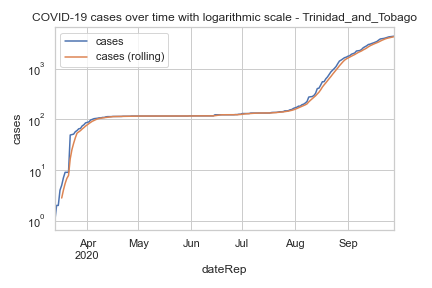 COVID-19 cases over time with logarithmic scale - Trinidad_and_Tobago
cases
cases (rolling)
cases
10³
10²
10¹
10⁰
Apr
2020
May
Jun
Jul
Aug
Sep
dateRep